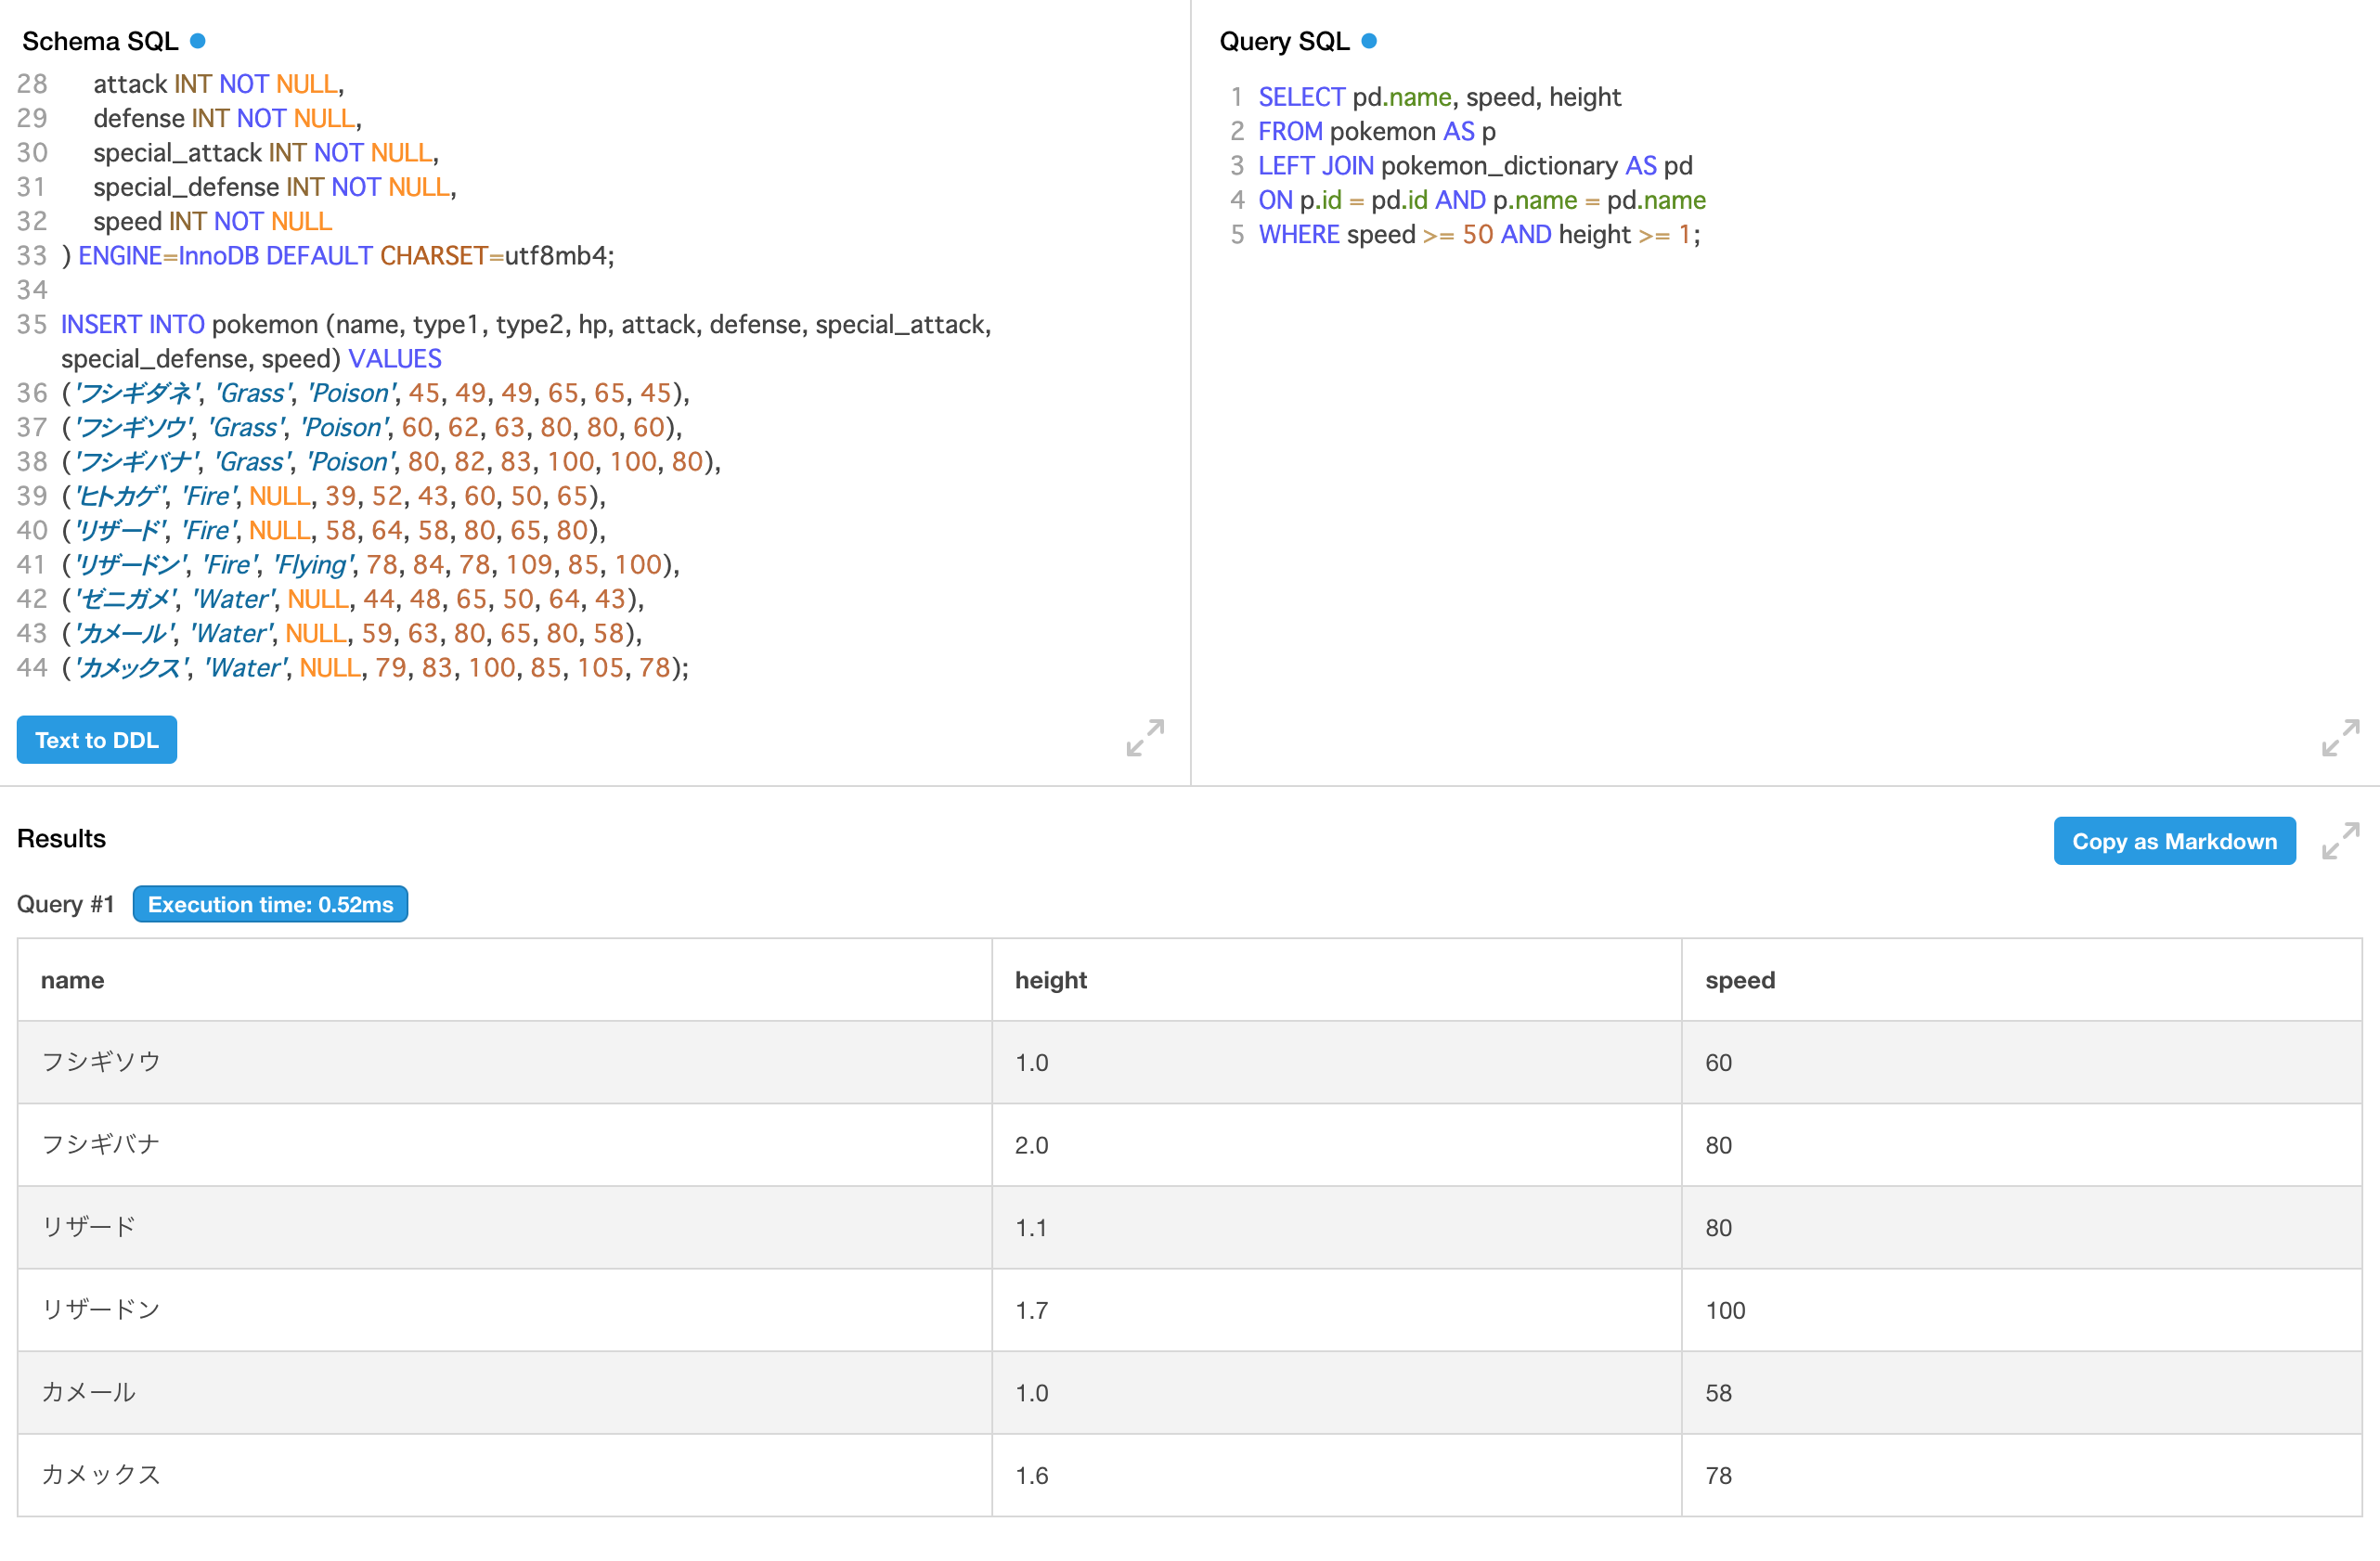 Schema SQL
28 attack INT NOT NULL,
29 defense INT NOT NULL,
30 special_attack INT NOT NULL,
31 special_defense INT NOT NULL,
32 speed INT NOT NULL
33 ) ENGINE=InnoDB DEFAULT CHARSET=utf8mb4;
34
35 INSERT INTO pokemon (name, type1, type2, hp, attack, defense, special_attack,
special_defense, speed) VALUES
36 ('フシギダネ', 'Grass', 'Poison', 45, 49, 49, 65, 65, 45),
37 ('フシギソウ', 'Grass', 'Poison', 60, 62, 63, 80, 80, 60),
38 ('フシギバナ', 'Grass', 'Poison', 80, 82, 83, 100, 100, 80),
39 ('ヒトカゲ', 'Fire', NULL, 39, 52, 43, 60, 50, 65),
40 ('リザード', 'Fire', NULL, 58, 64, 58, 80, 65, 80),
41 ('リザードン', 'Fire', 'Flying', 78, 84, 78, 109, 85, 100),
42 ('ゼニガメ', 'Water', NULL, 44, 48, 65, 50, 64, 43),
43 ('カメール', 'Water', NULL, 59, 63, 80, 65, 80, 58),
44 ('カメックス', 'Water', NULL, 79, 83, 100, 85, 105, 78);
Text to DDL
Query SQL
1 SELECT pd.name, speed, height
2 FROM pokemon AS p
3 LEFT JOIN pokemon_dictionary AS pd
4 ON p.id = pd.id AND p.name = pd.name
5 WHERE speed >= 50 AND height >= 1;
Results
Copy as Markdown
Query #1 Execution time: 0.52ms
name height speed
フシギソウ 1.0 60
フシギバナ 2.0 80
リザード 1.1 80
リザードン 1.7 100
カメール 1.0 58
カメックス 1.6 78